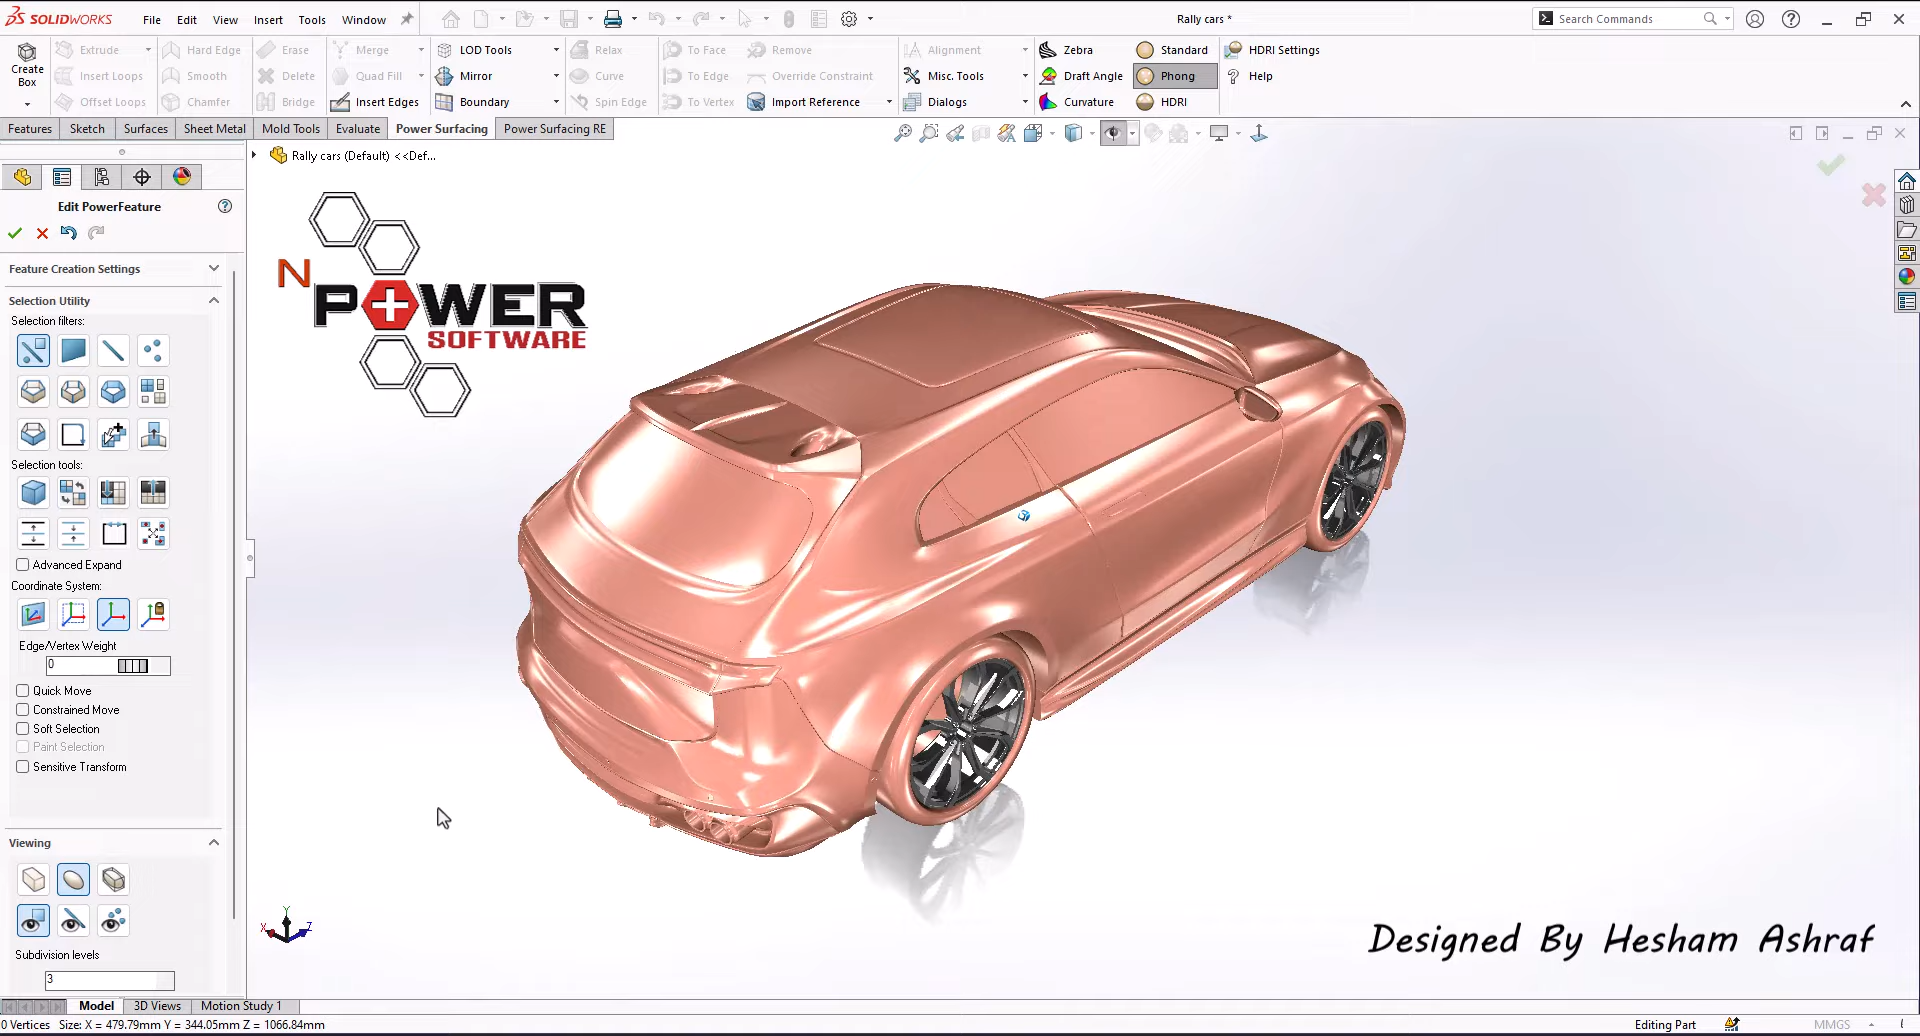 SOLIDWORKS File Edit View Insert Tools Window Rally cars * Search Commands
Create Box
Extrude Hard Edge Erase Merge LOD Tools Relax To Face Remove Alignment Zebra Standard HDRI Settings
Insert Loops Smooth Delete Quad Fill Mirror Curve To Edge Override Constraint Misc. Tools Draft Angle Phong Help
Offset Loops Chamfer Bridge Insert Edges Boundary Spin Edge To Vertex Import Reference Dialogs Curvature HDRI
Features Sketch Surfaces Sheet Metal Mold Tools Evaluate Power Surfacing Power Surfacing RE
Rally cars (Default) <<Def...
Edit PowerFeature
Feature Creation Settings
Selection Utility
Selection filters:
Selection tools:
Advanced Expand
Coordinate System:
Edge/Vertex Weight
0
Quick Move
Constrained Move
Soft Selection
Paint Selection
Sensitive Transform
Viewing
Subdivision levels
3
N
POWER
SOFTWARE
Y
X Z
Designed By Hesham Ashraf
Model 3D Views Motion Study 1
0 Vertices Size: X = 479.79mm Y = 344.05mm Z = 1066.84mm Editing Part MMGS